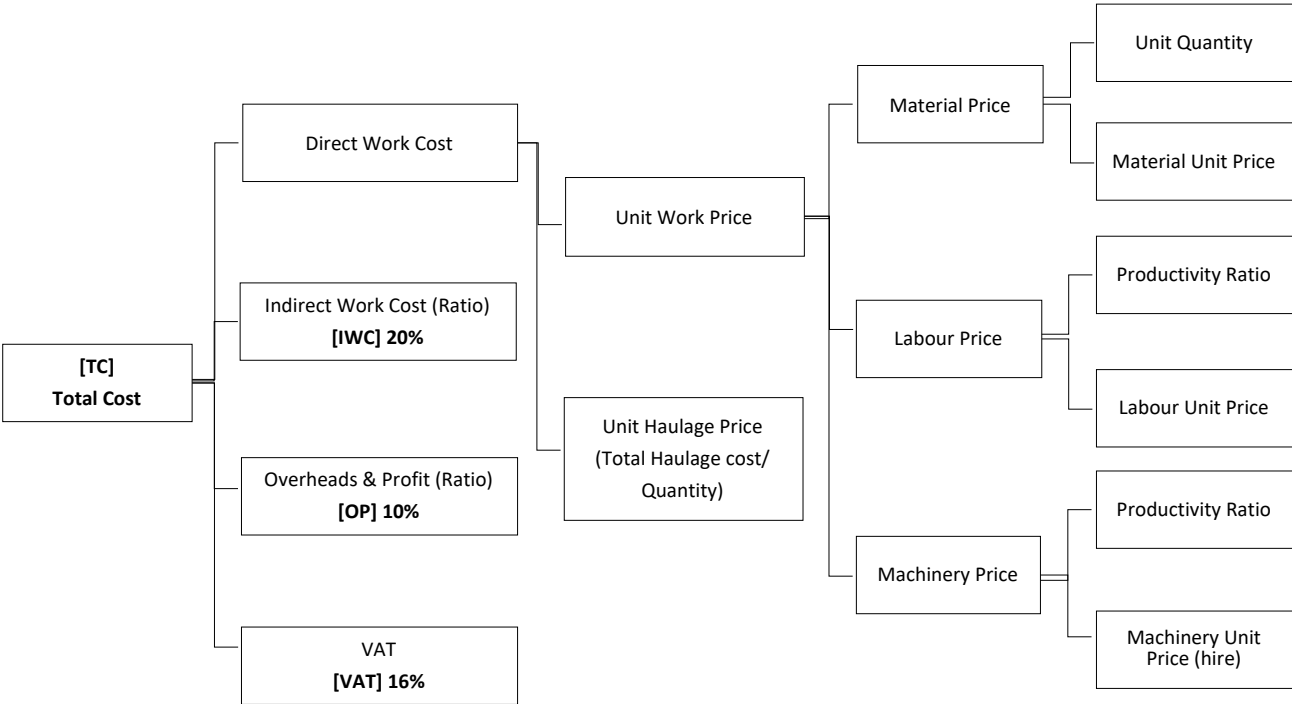 [TC]
Total Cost
Direct Work Cost
Indirect Work Cost (Ratio)
[IWC] 20%
Overheads & Profit (Ratio)
[OP] 10%
VAT
[VAT] 16%
Unit Work Price
Unit Haulage Price
(Total Haulage cost/
Quantity)
Material Price
Labour Price
Machinery Price
Unit Quantity
Material Unit Price
Productivity Ratio
Labour Unit Price
Productivity Ratio
Machinery Unit
Price (hire)